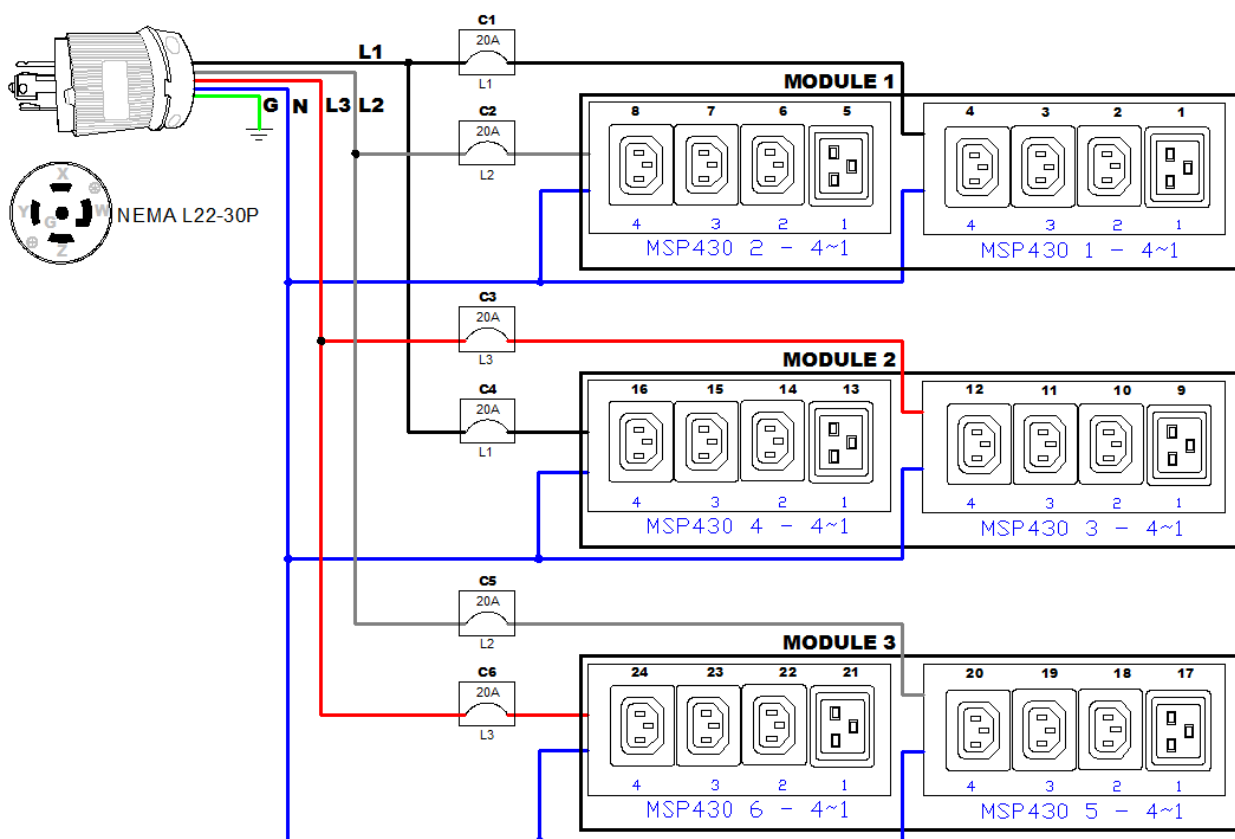 C1
20A
L1
L1
G N L3 L2
C2
20A
L2
NEMA L22-30P
X
Y
W
G
Z
MODULE 1
8 7 6 5
4 3 2 1
MSP430 2 - 4~1
4 3 2 1
4 3 2 1
MSP430 1 - 4~1
C3
20A
L3
C4
20A
L1
MODULE 2
16 15 14 13
4 3 2 1
MSP430 4 - 4~1
12 11 10 9
4 3 2 1
MSP430 3 - 4~1
C5
20A
L2
C6
20A
L3
MODULE 3
24 23 22 21
4 3 2 1
MSP430 6 - 4~1
20 19 18 17
4 3 2 1
MSP430 5 - 4~1